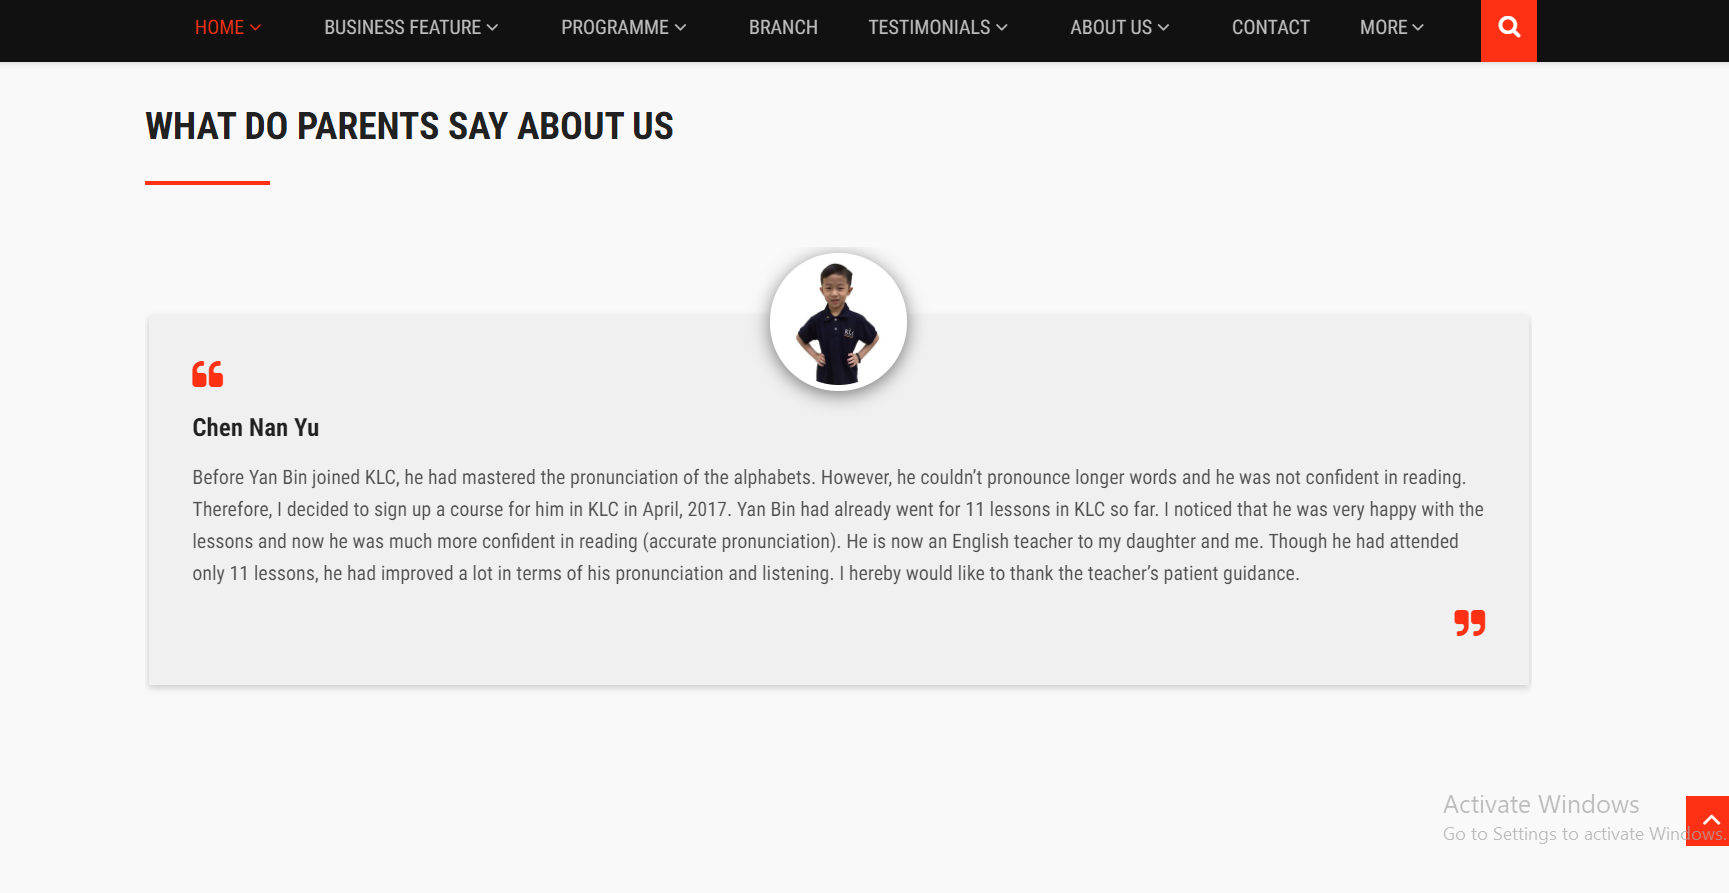 HOME BUSINESS FEATURE PROGRAMME BRANCH TESTIMONIALS ABOUT US CONTACT MORE
WHAT DO PARENTS SAY ABOUT US
KLC
“
Chen Nan Yu
Before Yan Bin joined KLC, he had mastered the pronunciation of the alphabets. However, he couldn’t pronounce longer words and he was not confident in reading.
Therefore, I decided to sign up a course for him in KLC in April, 2017. Yan Bin had already went for 11 lessons in KLC so far. I noticed that he was very happy with the
lessons and now he was much more confident in reading (accurate pronunciation). He is now an English teacher to my daughter and me. Though he had attended
only 11 lessons, he had improved a lot in terms of his pronunciation and listening. I hereby would like to thank the teacher’s patient guidance.
”
Activate Windows
Go to Settings to activate Windows.